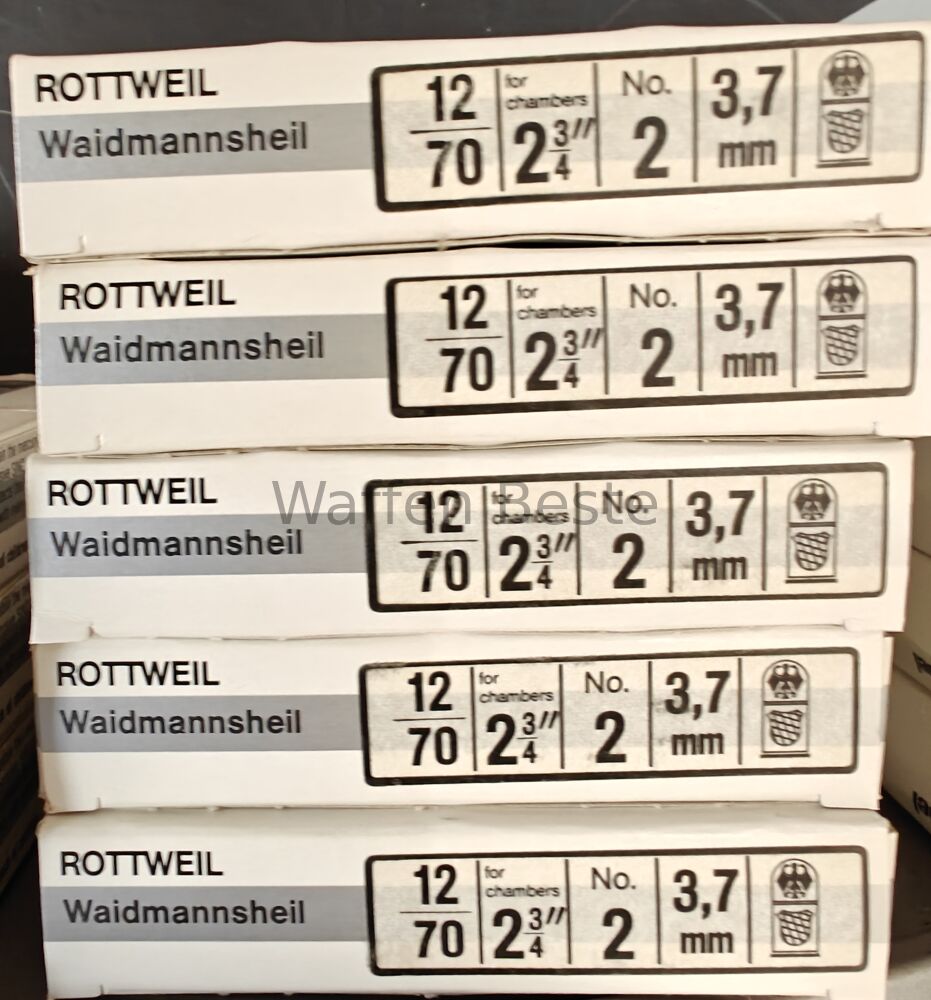 ROTTWEIL
Waidmannsheil
12
70
for
chambers
2 3/4"
No.
2
3,7
mm
ROTTWEIL
Waidmannsheil
12
70
for
chambers
2 3/4"
No.
2
3,7
mm
Waffen Beste
ROTTWEIL
Waidmannsheil
12
70
for
chambers
2 3/4"
No.
2
3,7
mm
ROTTWEIL
Waidmannsheil
12
70
for
chambers
2 3/4"
No.
2
3,7
mm
ROTTWEIL
Waidmannsheil
12
70
for
chambers
2 3/4"
No.
2
3,7
mm